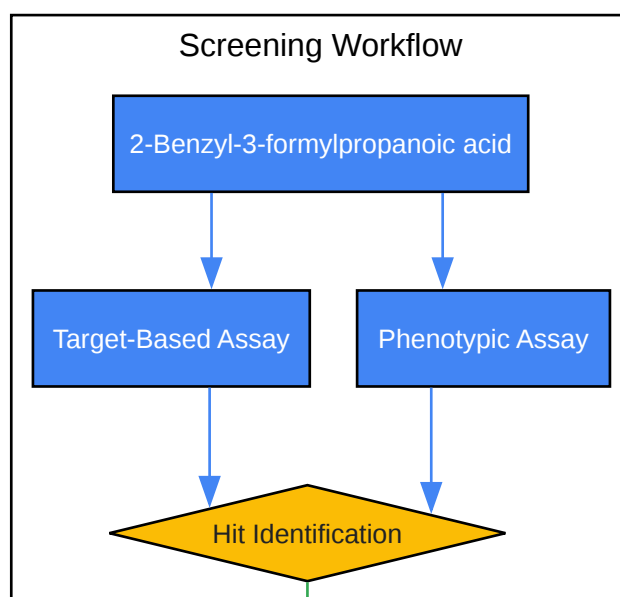 Screening Workflow
2-Benzyl-3-formylpropanoic acid
Target-Based Assay
Phenotypic Assay
Hit Identification